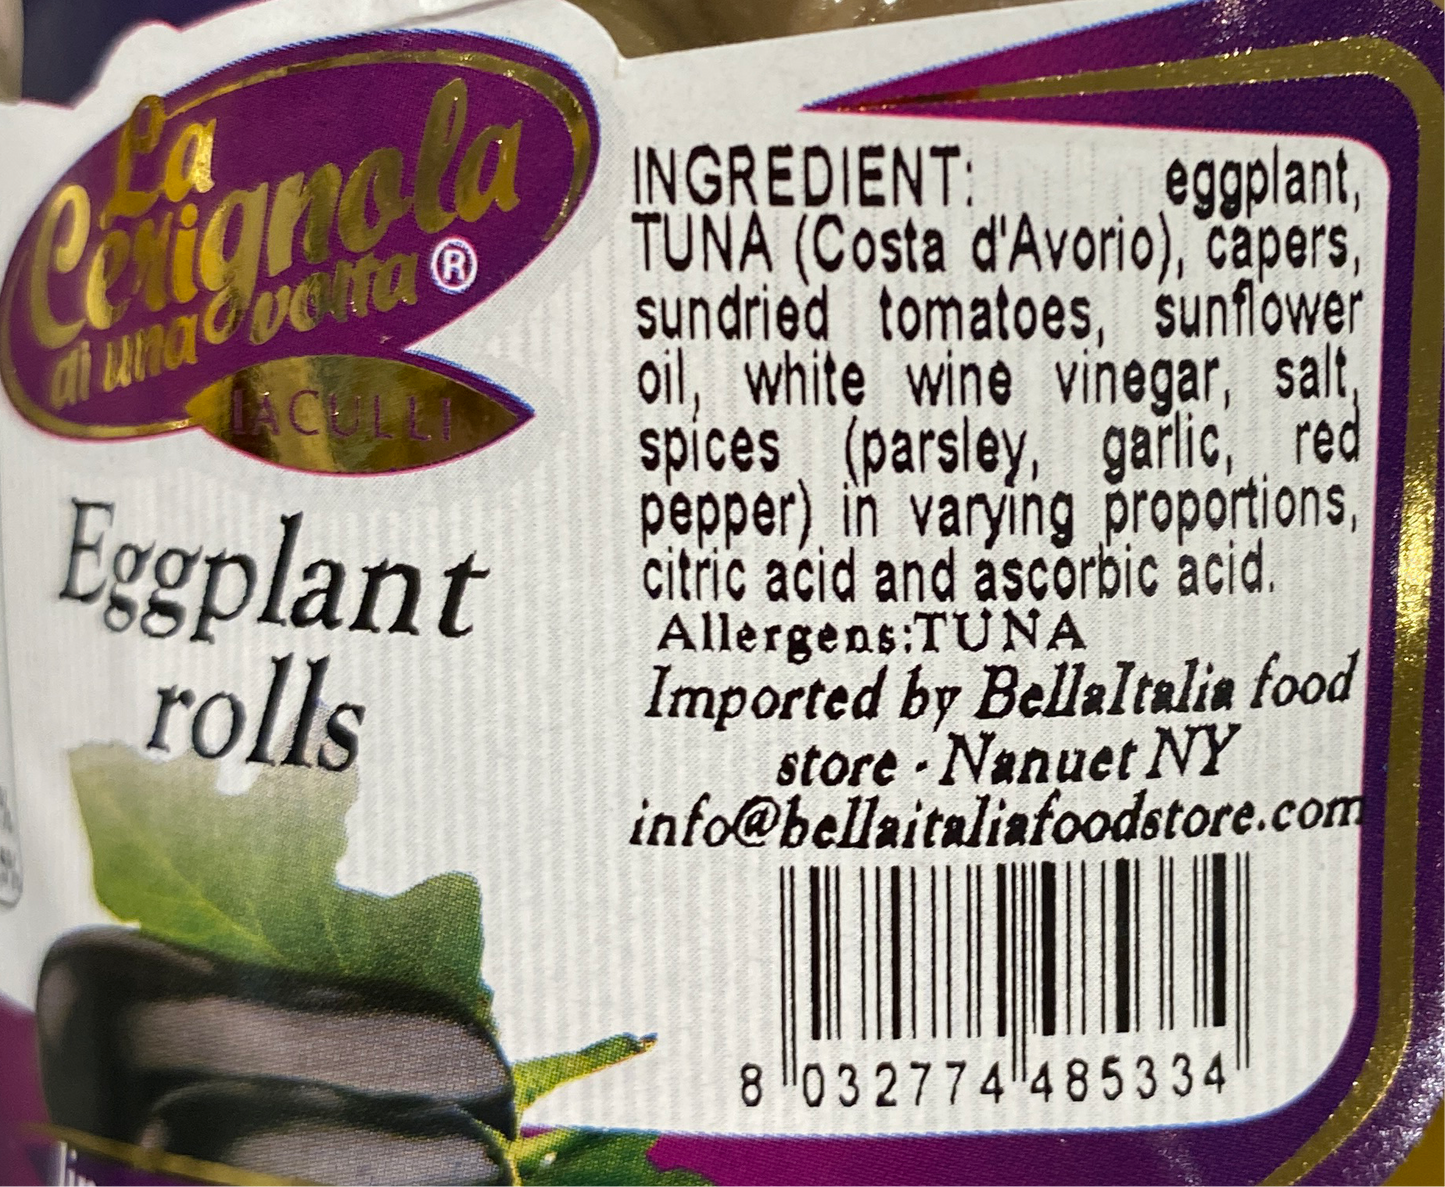 La
Cerignola
di una volta ®
IACULLI
Eggplant
rolls
INGREDIENT: eggplant,
TUNA (Costa d'Avorio), capers,
sundried tomatoes, sunflower
oil, white wine vinegar, salt,
spices (parsley, garlic, red
pepper) in varying proportions,
citric acid and ascorbic acid.
Allergens:TUNA
Imported by BellaItalia food
store - Nanuet NY
info@bellaitaliafoodstore.com
8 032774 485334